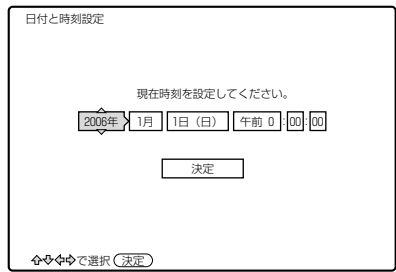 日付と時刻設定
現在時刻を設定してください。
2006年 1月 1日（日） 午前 0 : 00 : 00
決定
で選択 決定